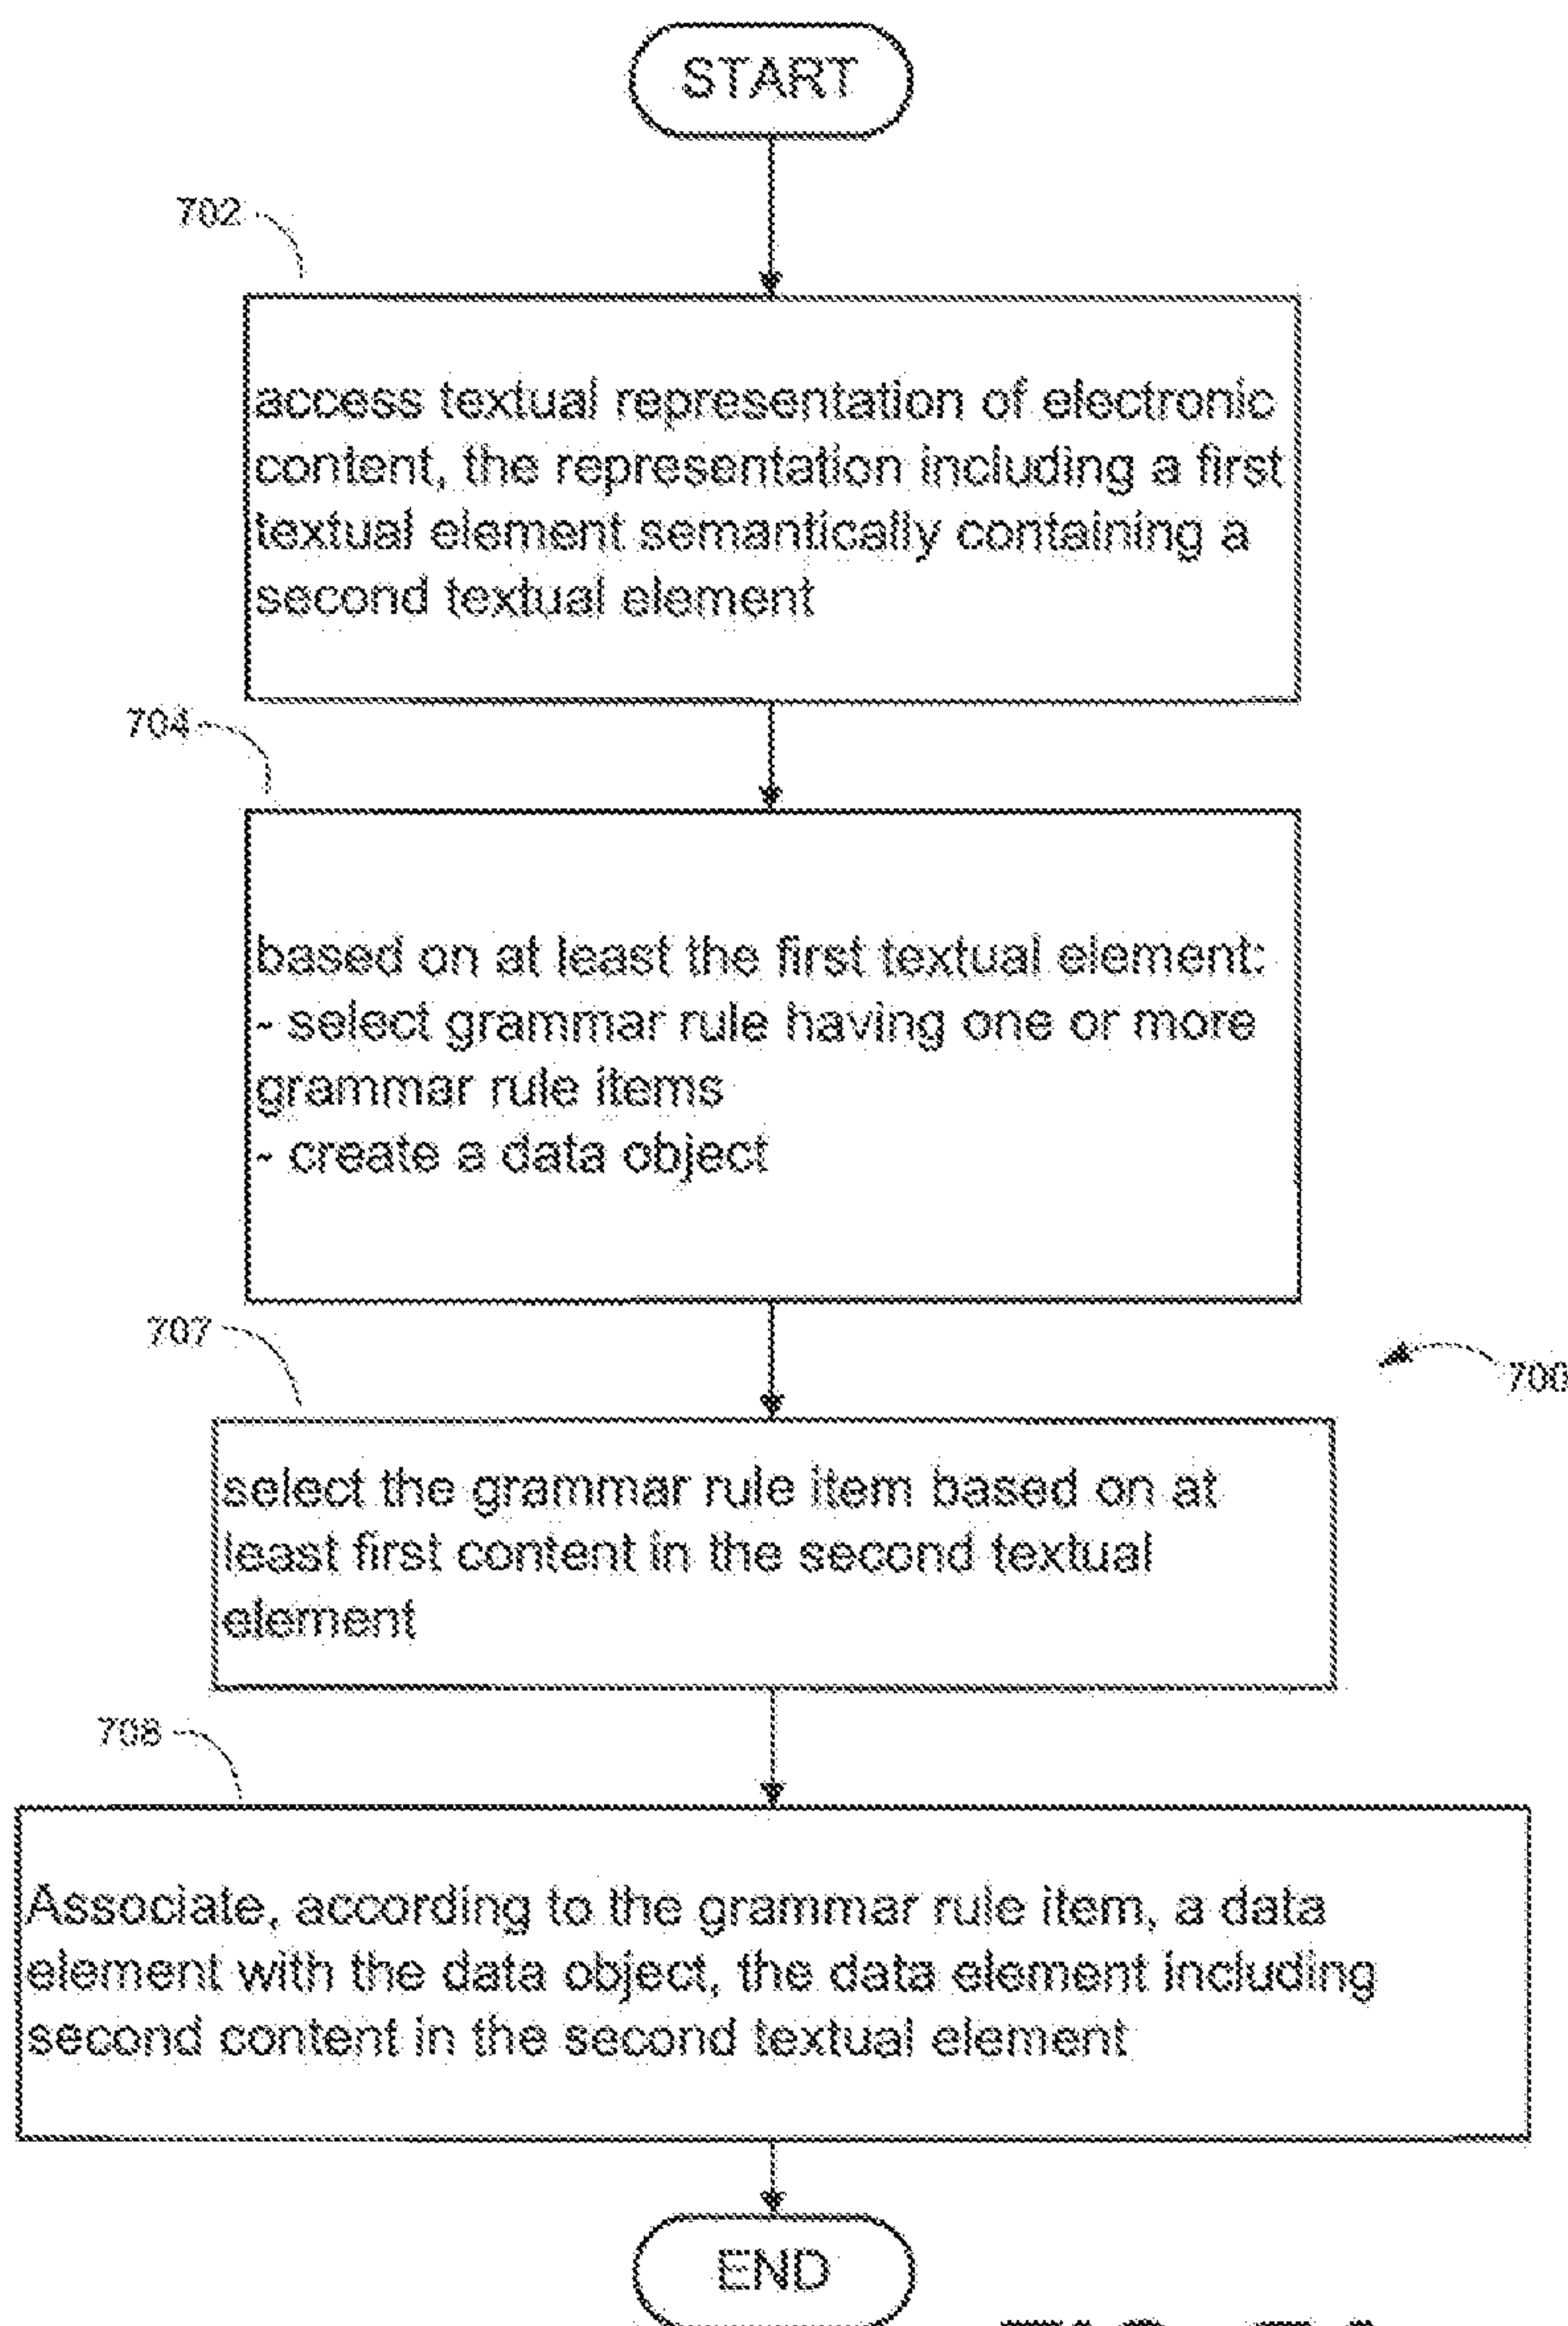 START
702
access textual representation of electronic
content, the representation including a first
textual element semantically containing a
second textual element
704
based on at least the first textual element:
- select grammar rule having one or more
grammar rule items
- create a data object
707
700
select the grammar rule item based on at
least first content in the second textual
element
708
Associate, according to the grammar rule item, a data
element with the data object, the data element including
second content in the second textual element
END